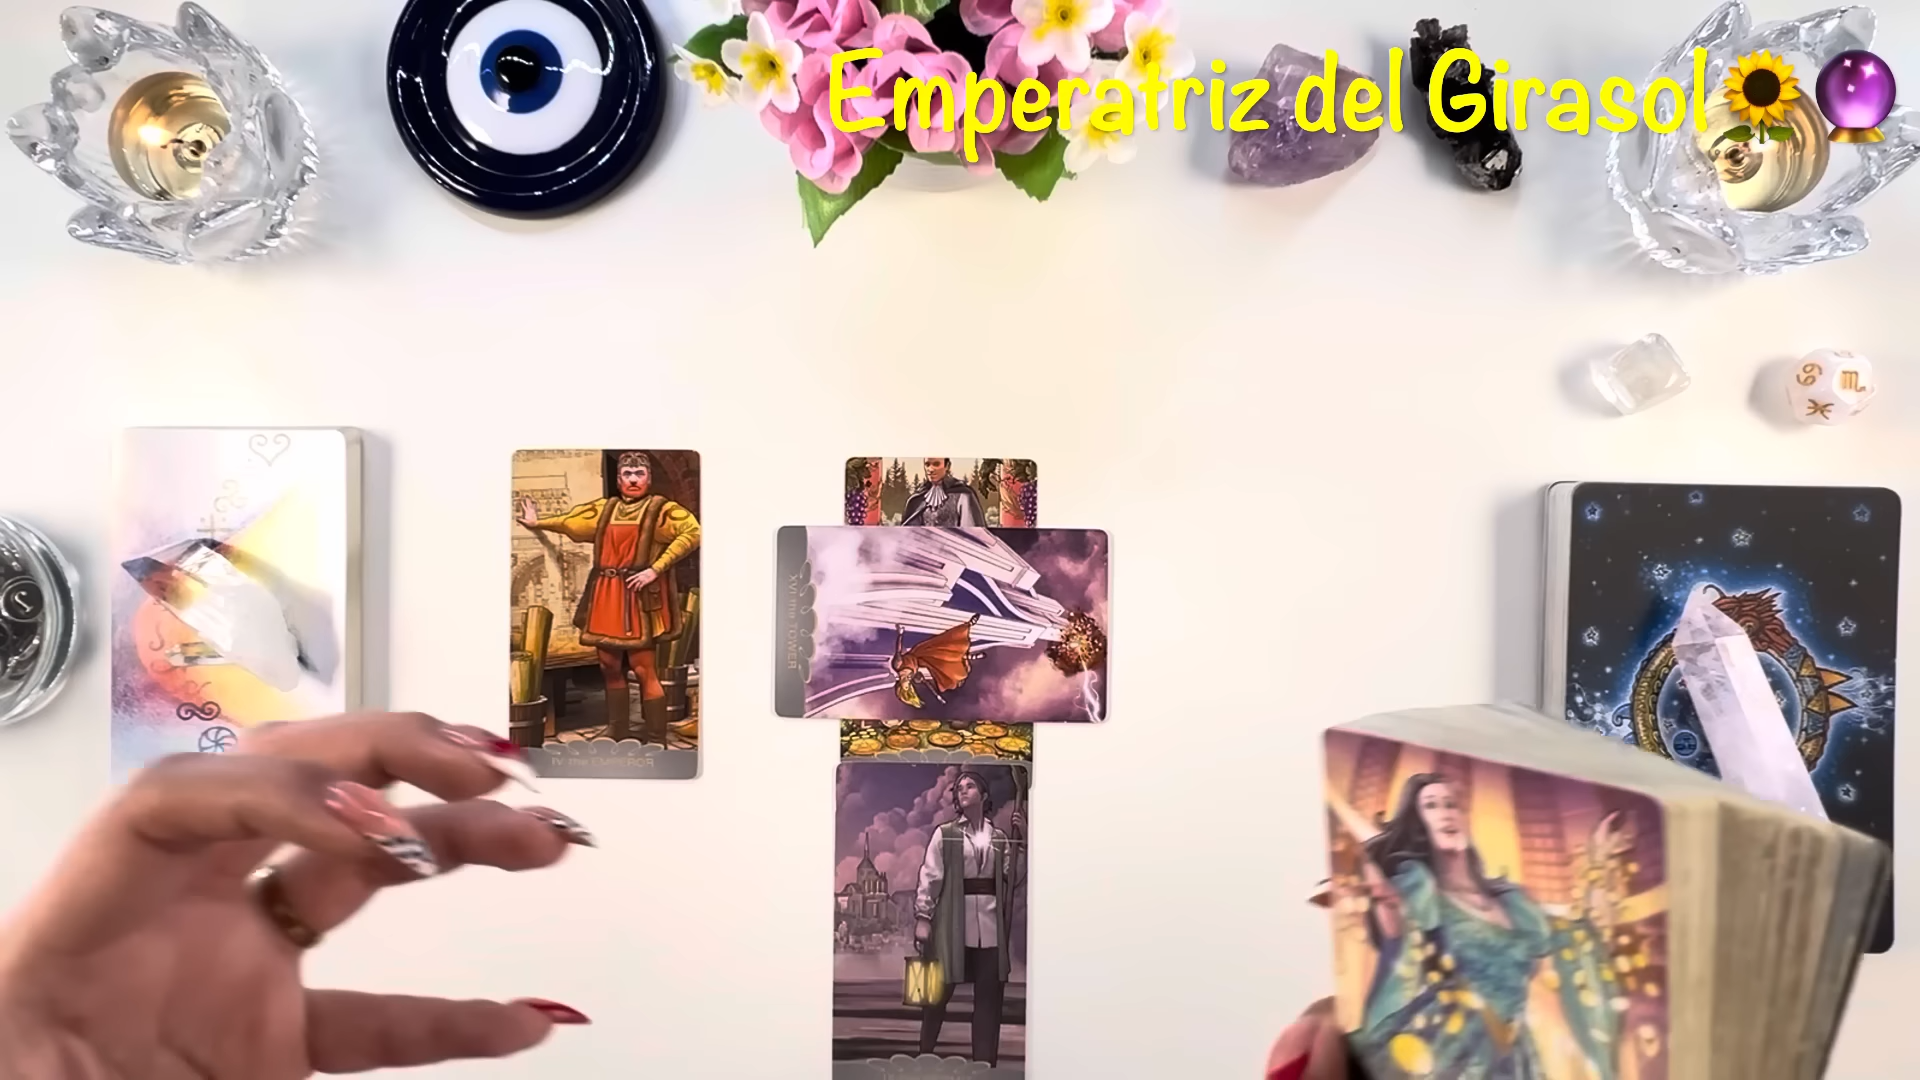 Emperatriz del Girasol🌻🔮
XVI the TOWER
IV the EMPEROR